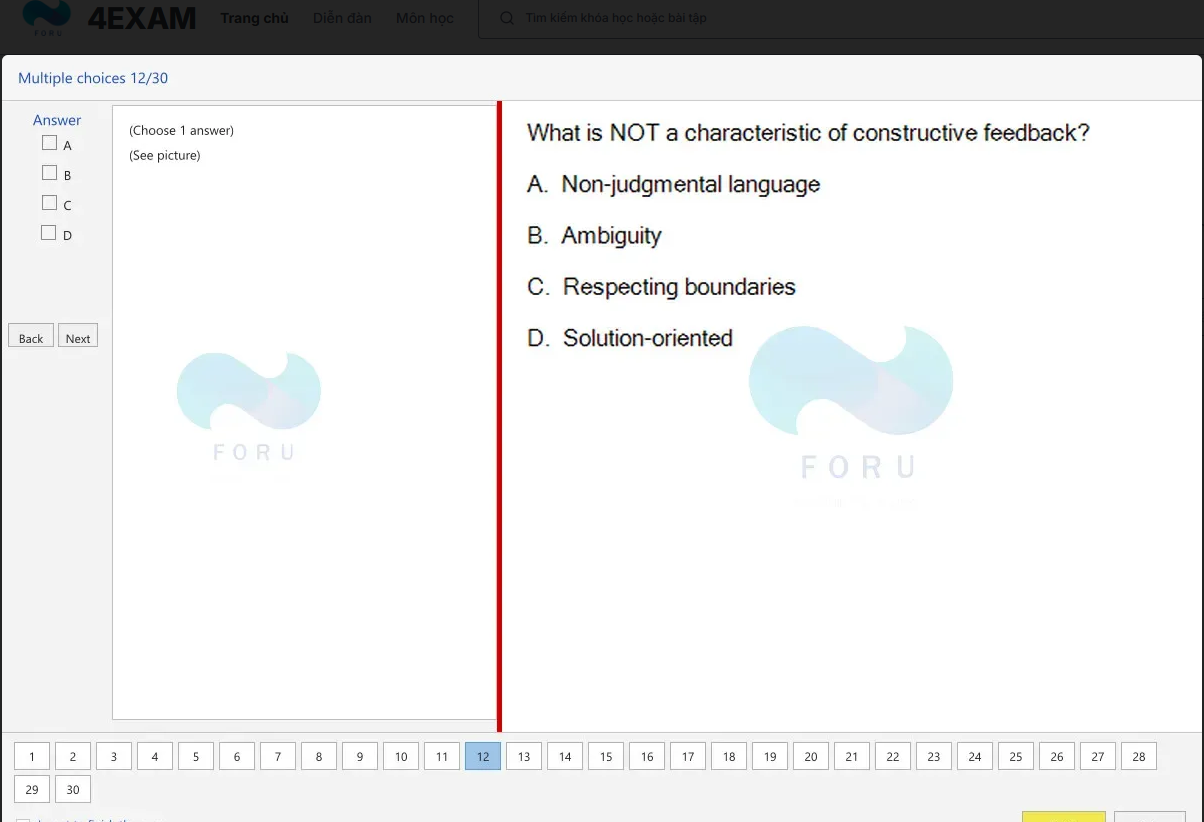 FORU
4EXAM
Trang chủ
Diễn đàn
Môn học
Tìm kiếm khóa học hoặc bài tập
Multiple choices 12/30
Answer
A
B
C
D
Back
Next
(Choose 1 answer)
(See picture)
FORU
What is NOT a characteristic of constructive feedback?
A. Non-judgmental language
B. Ambiguity
C. Respecting boundaries
D. Solution-oriented
FORU
1 2 3 4 5 6 7 8 9 10 11 12 13 14 15 16 17 18 19 20 21 22 23 24 25 26 27 28
29 30